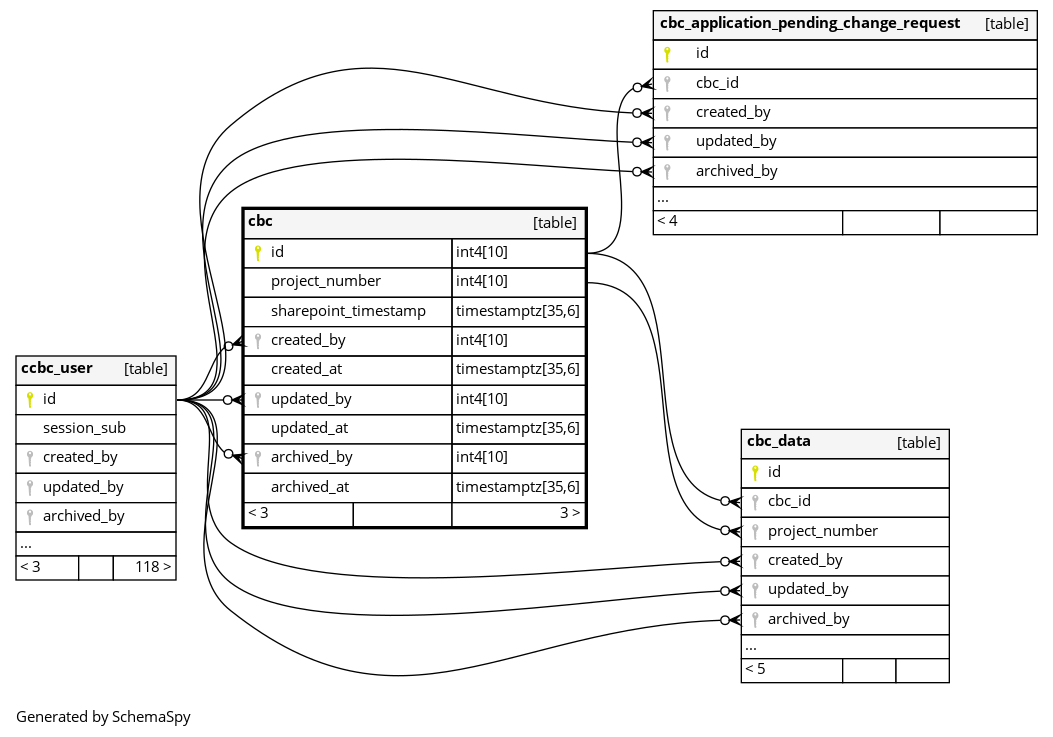 cbc_application_pending_change_request [table]
id
cbc_id
created_by
updated_by
archived_by
...
< 4
cbc [table]
id int4[10]
project_number int4[10]
sharepoint_timestamp timestamptz[35,6]
created_by int4[10]
created_at timestamptz[35,6]
updated_by int4[10]
updated_at timestamptz[35,6]
archived_by int4[10]
archived_at timestamptz[35,6]
< 3 3 >
ccbc_user [table]
id
session_sub
created_by
updated_by
archived_by
...
< 3 118 >
cbc_data [table]
id
cbc_id
project_number
created_by
updated_by
archived_by
...
< 5
Generated by SchemaSpy